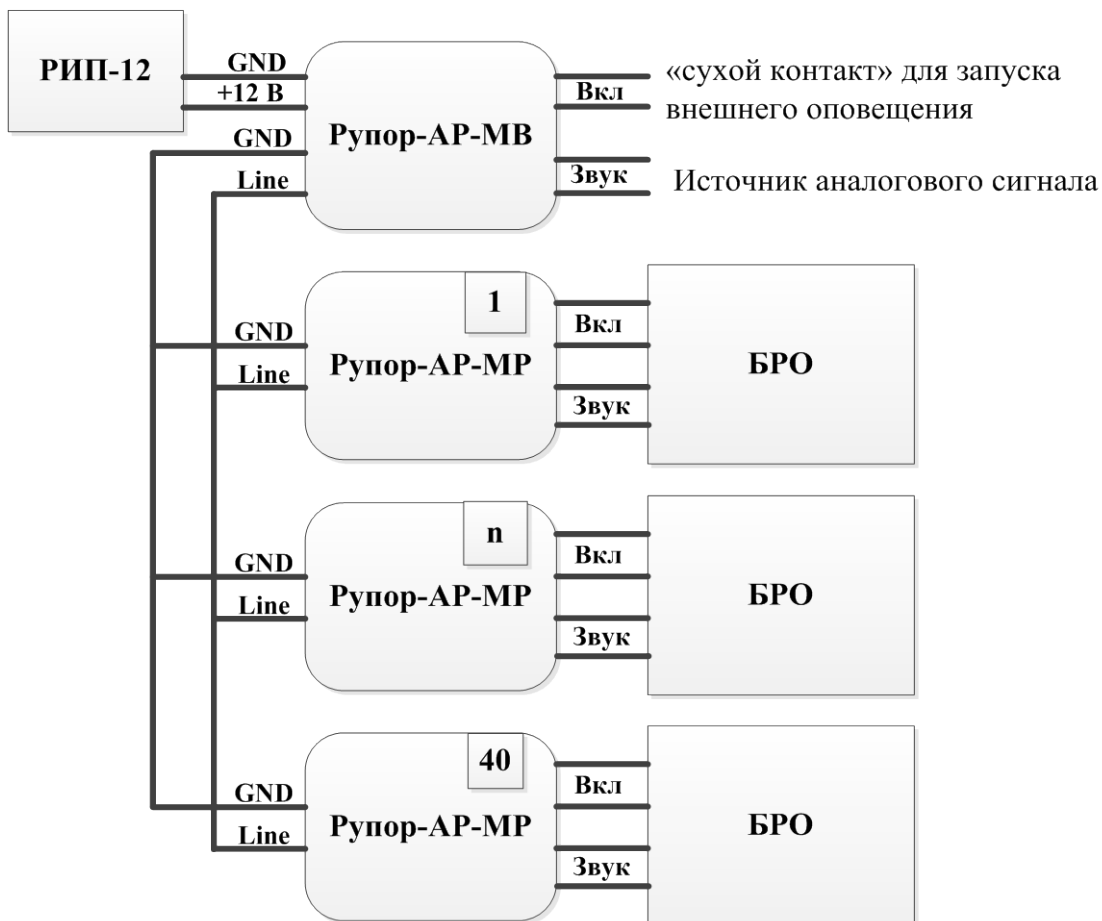 РИП-12
GND
+12 В
GND
Line
Рупор-АР-МВ
Вкл
Звук
«сухой контакт» для запуска
внешнего оповещения
Источник аналогового сигнала
1
GND
Line
Рупор-АР-МР
Вкл
Звук
БРО
n
GND
Line
Рупор-АР-МР
Вкл
Звук
БРО
40
GND
Line
Рупор-АР-МР
Вкл
Звук
БРО